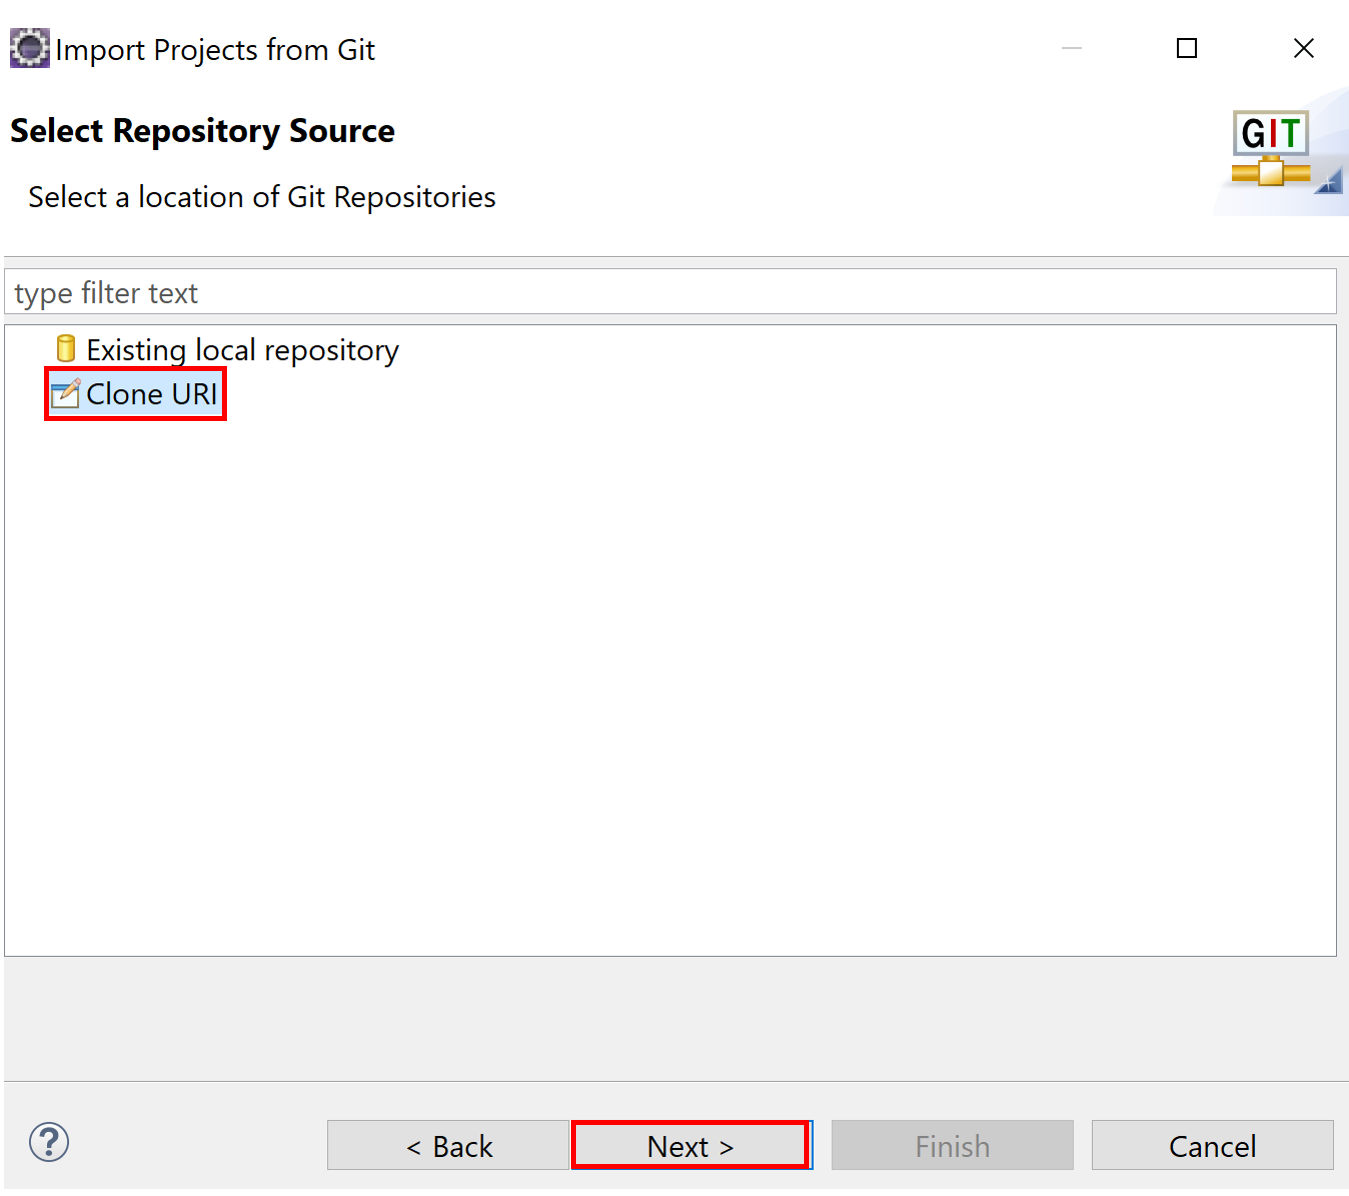 Import Projects from Git
Select Repository Source
GIT
Select a location of Git Repositories
type filter text
Existing local repository
Clone URI
?
< Back
Next >
Finish
Cancel